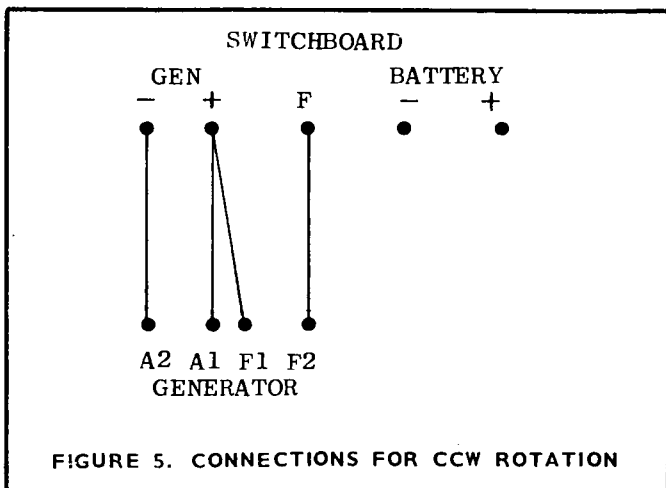 SWITCHBOARD
GEN BATTERY
− + F − +
A2 A1 F1 F2
GENERATOR
FIGURE 5. CONNECTIONS FOR CCW ROTATION